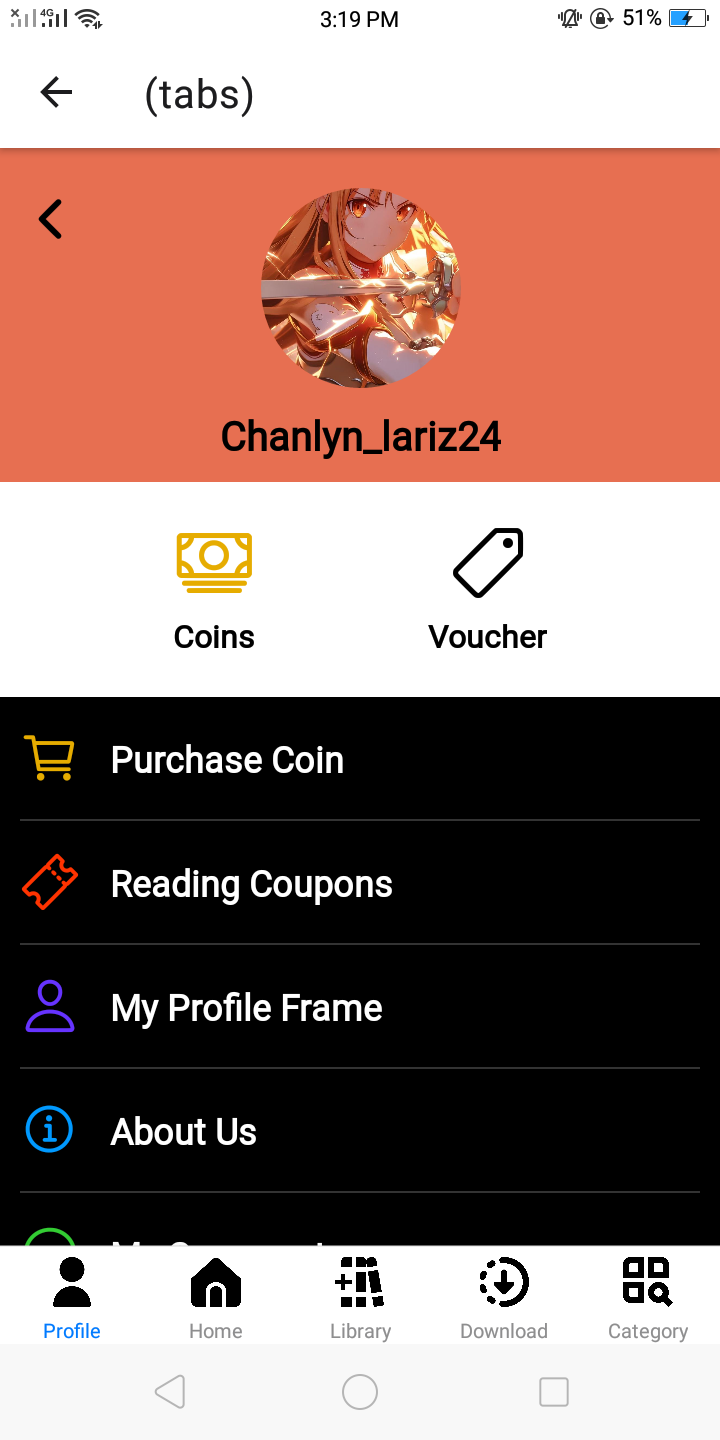 4G 3:19 PM 51%
(tabs)
Chanlyn_lariz24
Coins Voucher
Purchase Coin
Reading Coupons
My Profile Frame
About Us
Profile Home Library Download Category